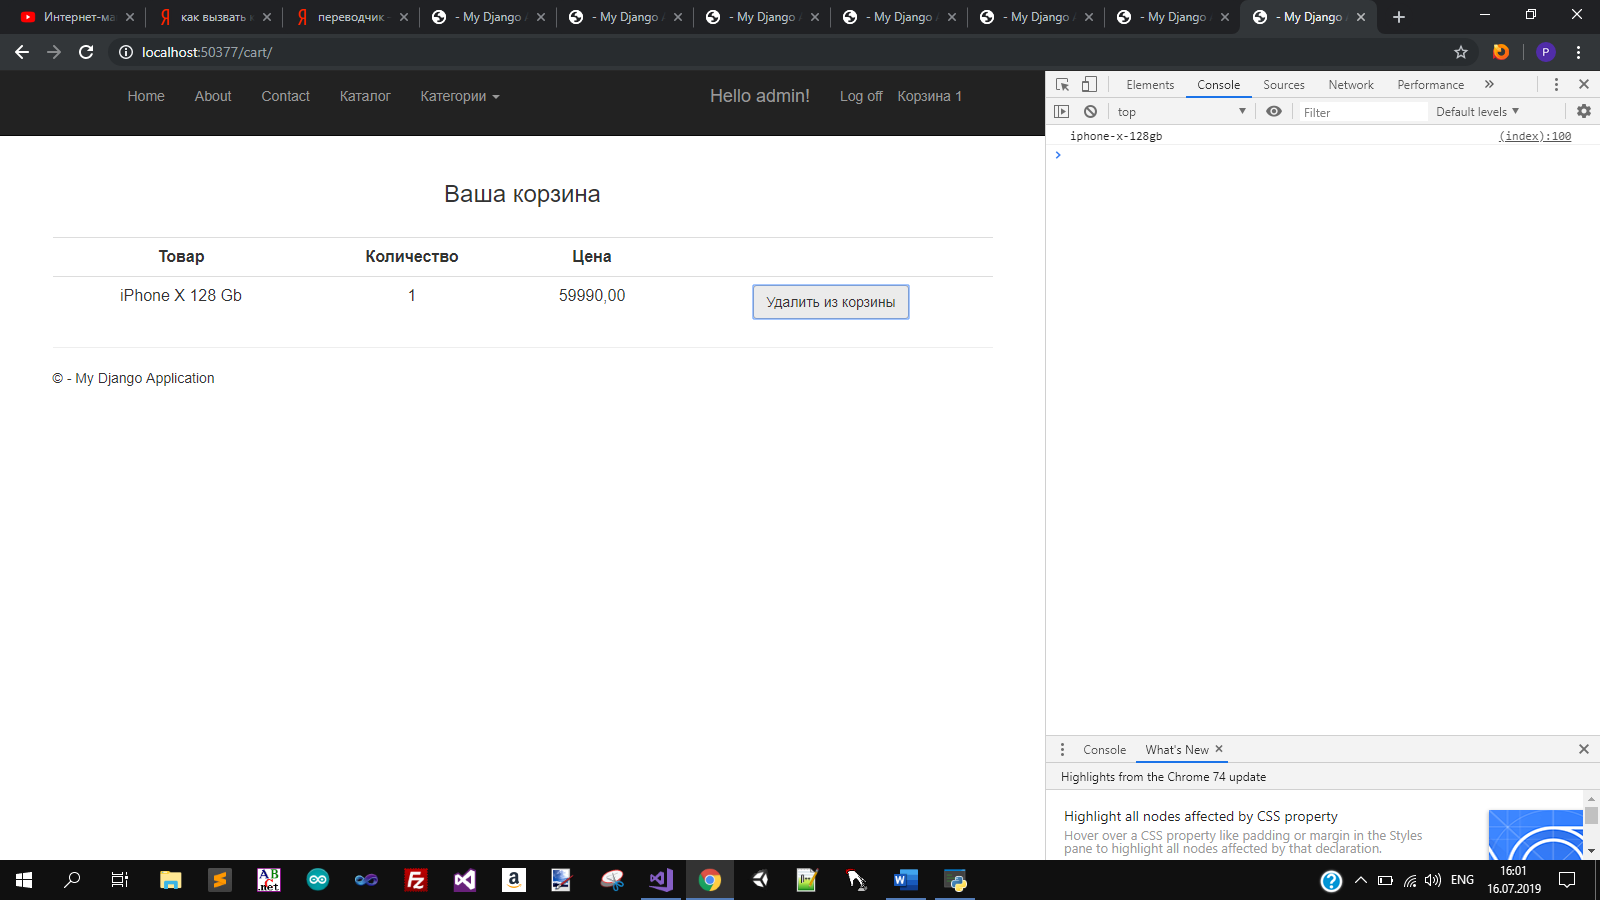 Интернет-ма
как вызвать
переводчик
- My Django
- My Django
- My Django
- My Django
- My Django
- My Django
- My Django
localhost:50377/cart/
P
Home About Contact Каталог Категории Hello admin! Log off Корзина 1
Elements Console Sources Network Performance »
top Filter Default levels
iphone-x-128gb (index):100
Ваша корзина
Товар Количество Цена
iPhone X 128 Gb 1 59990,00 Удалить из корзины
© - My Django Application
Console What's New
Highlights from the Chrome 74 update
Highlight all nodes affected by CSS property
Hover over a CSS property like padding or margin in the Styles
pane to highlight all nodes affected by that declaration.
ENG
16:01
16.07.2019